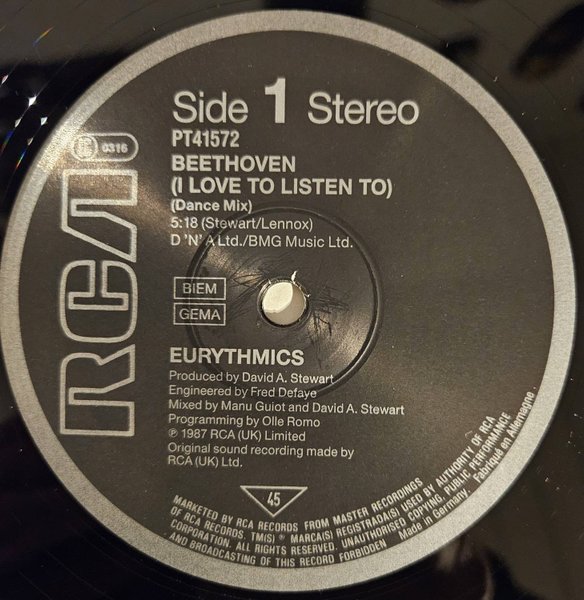 Side 1 Stereo
PT41572
BEETHOVEN
(I LOVE TO LISTEN TO)
(Dance Mix)
5:18 (Stewart/Lennox)
D 'N' A Ltd./BMG Music Ltd.
LC 0316
RCA
BIEM
GEMA
EURYTHMICS
Produced by David A. Stewart
Engineered by Fred Defaye
Mixed by Manu Guiot and David A. Stewart
Programming by Olle Romo
℗ 1987 RCA (UK) Limited
Original sound recording made by
RCA (UK) Ltd.
45
MARKETED BY RCA RECORDS FROM MASTER RECORDINGS
OF RCA RECORDS. TM(S) ® MARCA(S) REGISTRADA(S) USED BY AUTHORITY OF RCA
CORPORATION. ALL RIGHTS RESERVED. UNAUTHORISED COPYING, PUBLIC PERFORMANCE
AND BROADCASTING OF THIS RECORD FORBIDDEN Made in Germany. Fabriqué en Allemagne